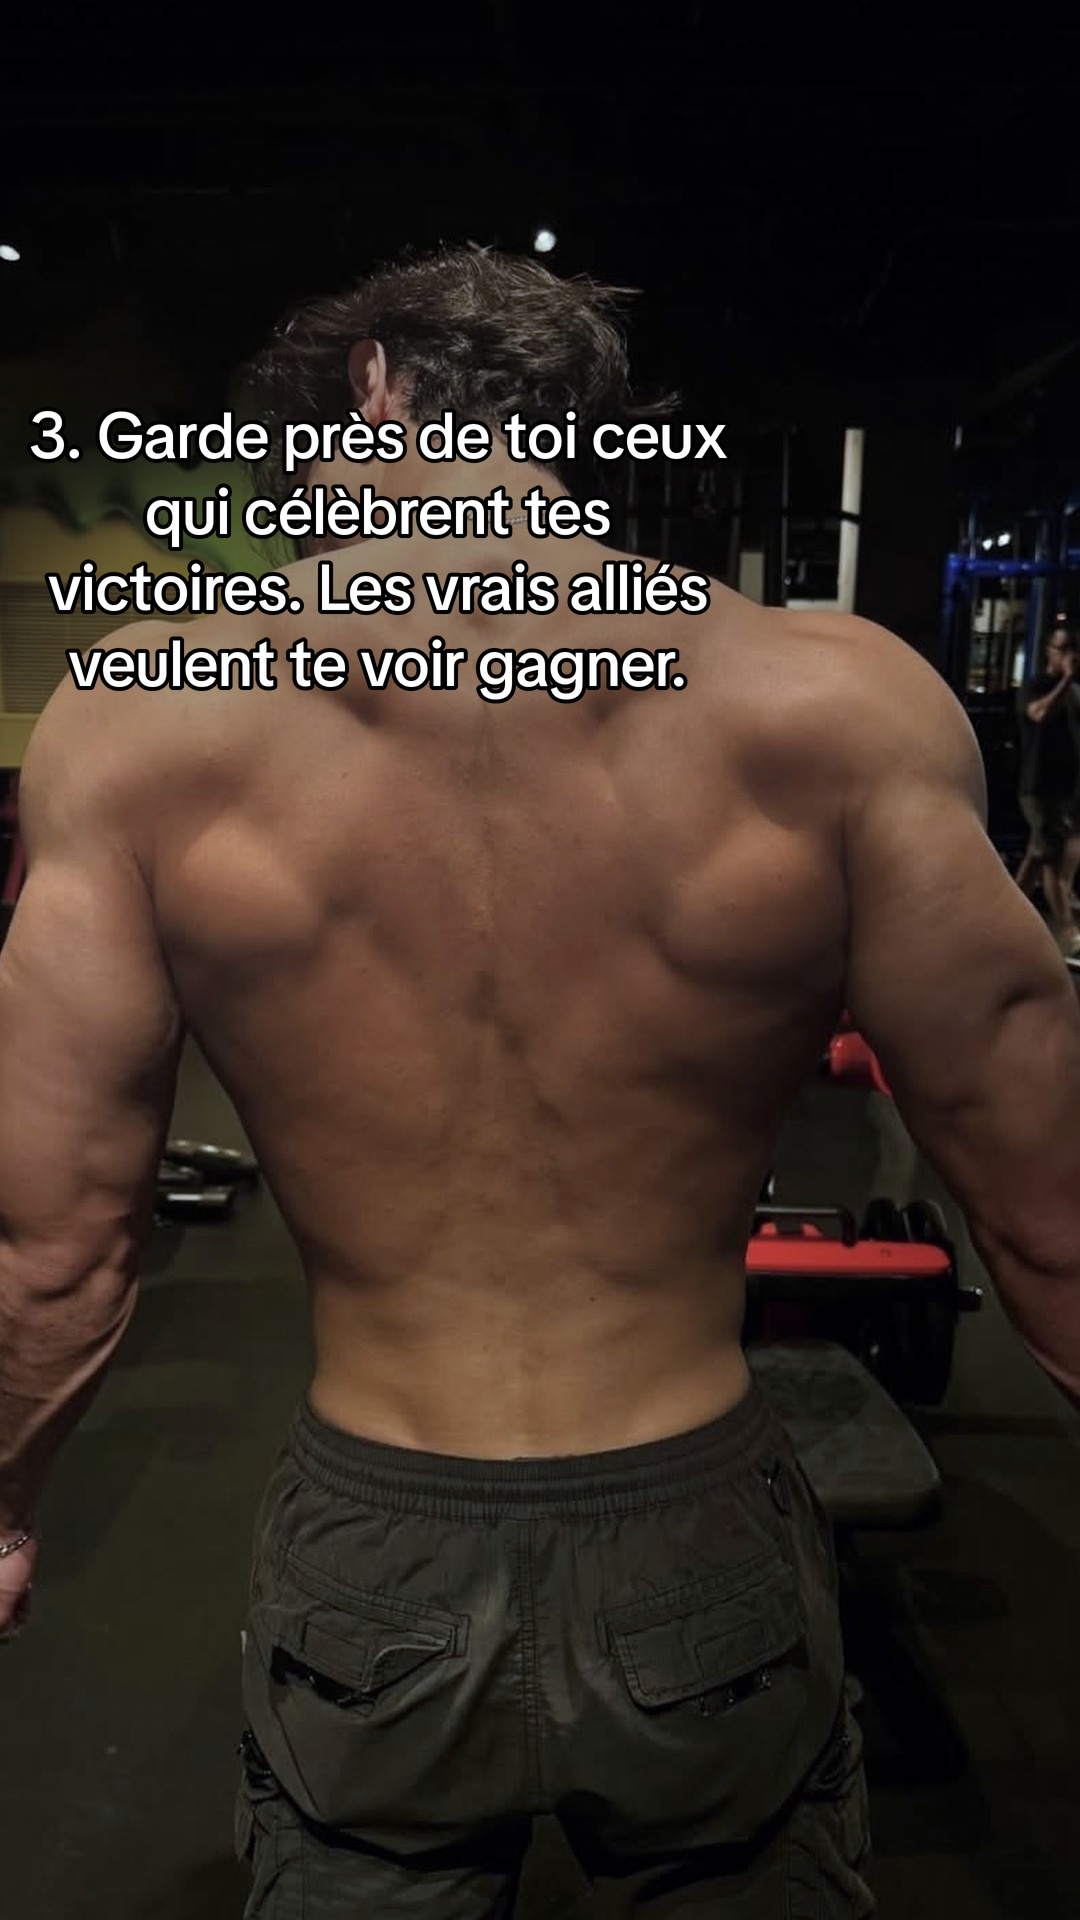 3. Garde près de toi ceux
qui célèbrent tes
victoires. Les vrais alliés
veulent te voir gagner.